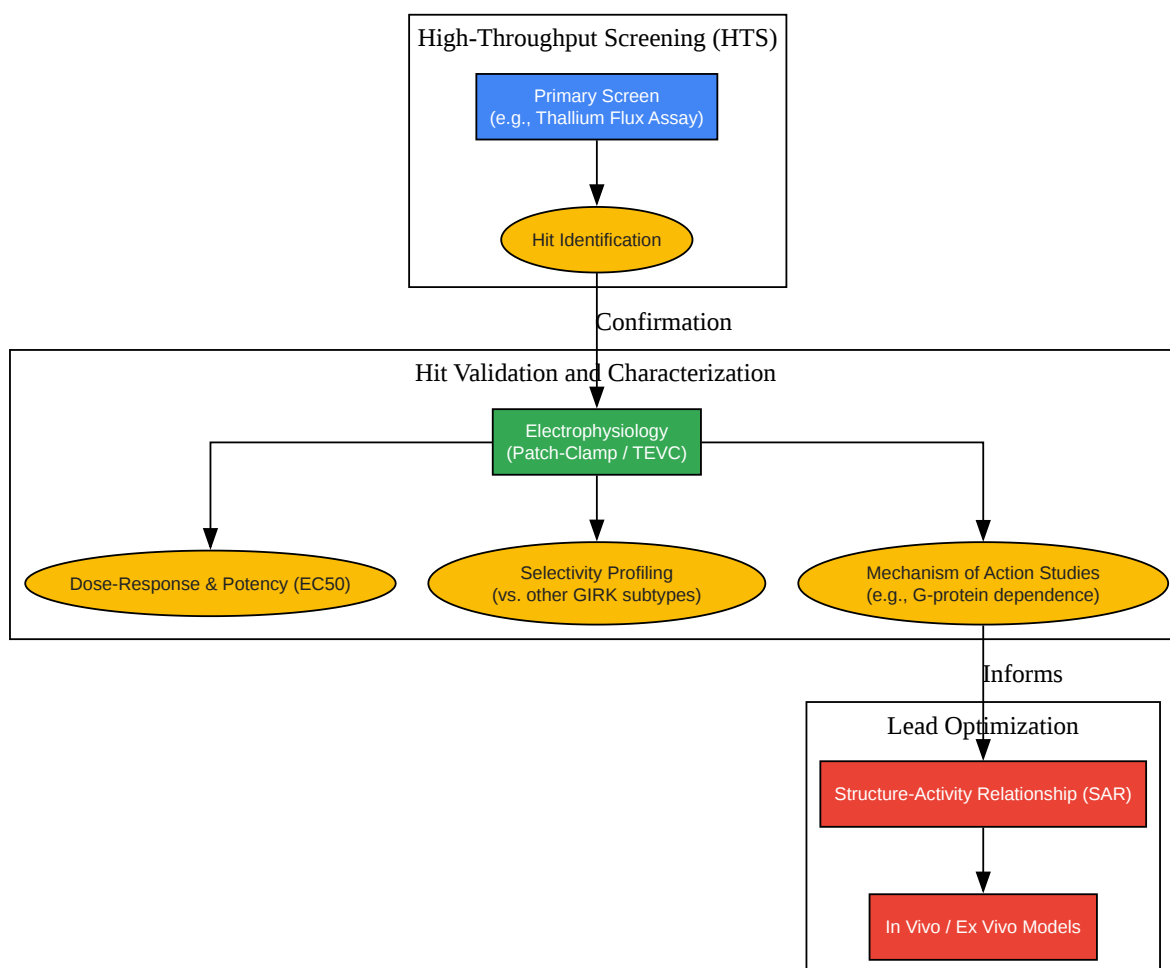 High-Throughput Screening (HTS)
Primary Screen
(e.g., Thallium Flux Assay)
Hit Identification
Confirmation
Hit Validation and Characterization
Electrophysiology
(Patch-Clamp / TEVC)
Dose-Response & Potency (EC50)
Selectivity Profiling
(vs. other GIRK subtypes)
Mechanism of Action Studies
(e.g., G-protein dependence)
Informs
Lead Optimization
Structure-Activity Relationship (SAR)
In Vivo / Ex Vivo Models